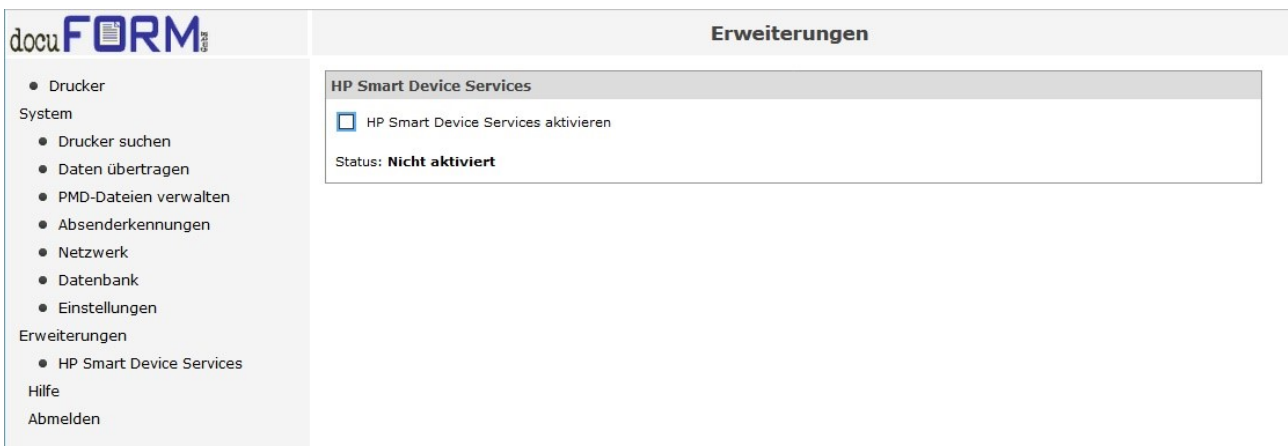 docuFORM GmbH
Erweiterungen
Drucker
System
Drucker suchen
Daten übertragen
PMD-Dateien verwalten
Absenderkennungen
Netzwerk
Datenbank
Einstellungen
Erweiterungen
HP Smart Device Services
Hilfe
Abmelden
HP Smart Device Services
HP Smart Device Services aktivieren
Status: Nicht aktiviert